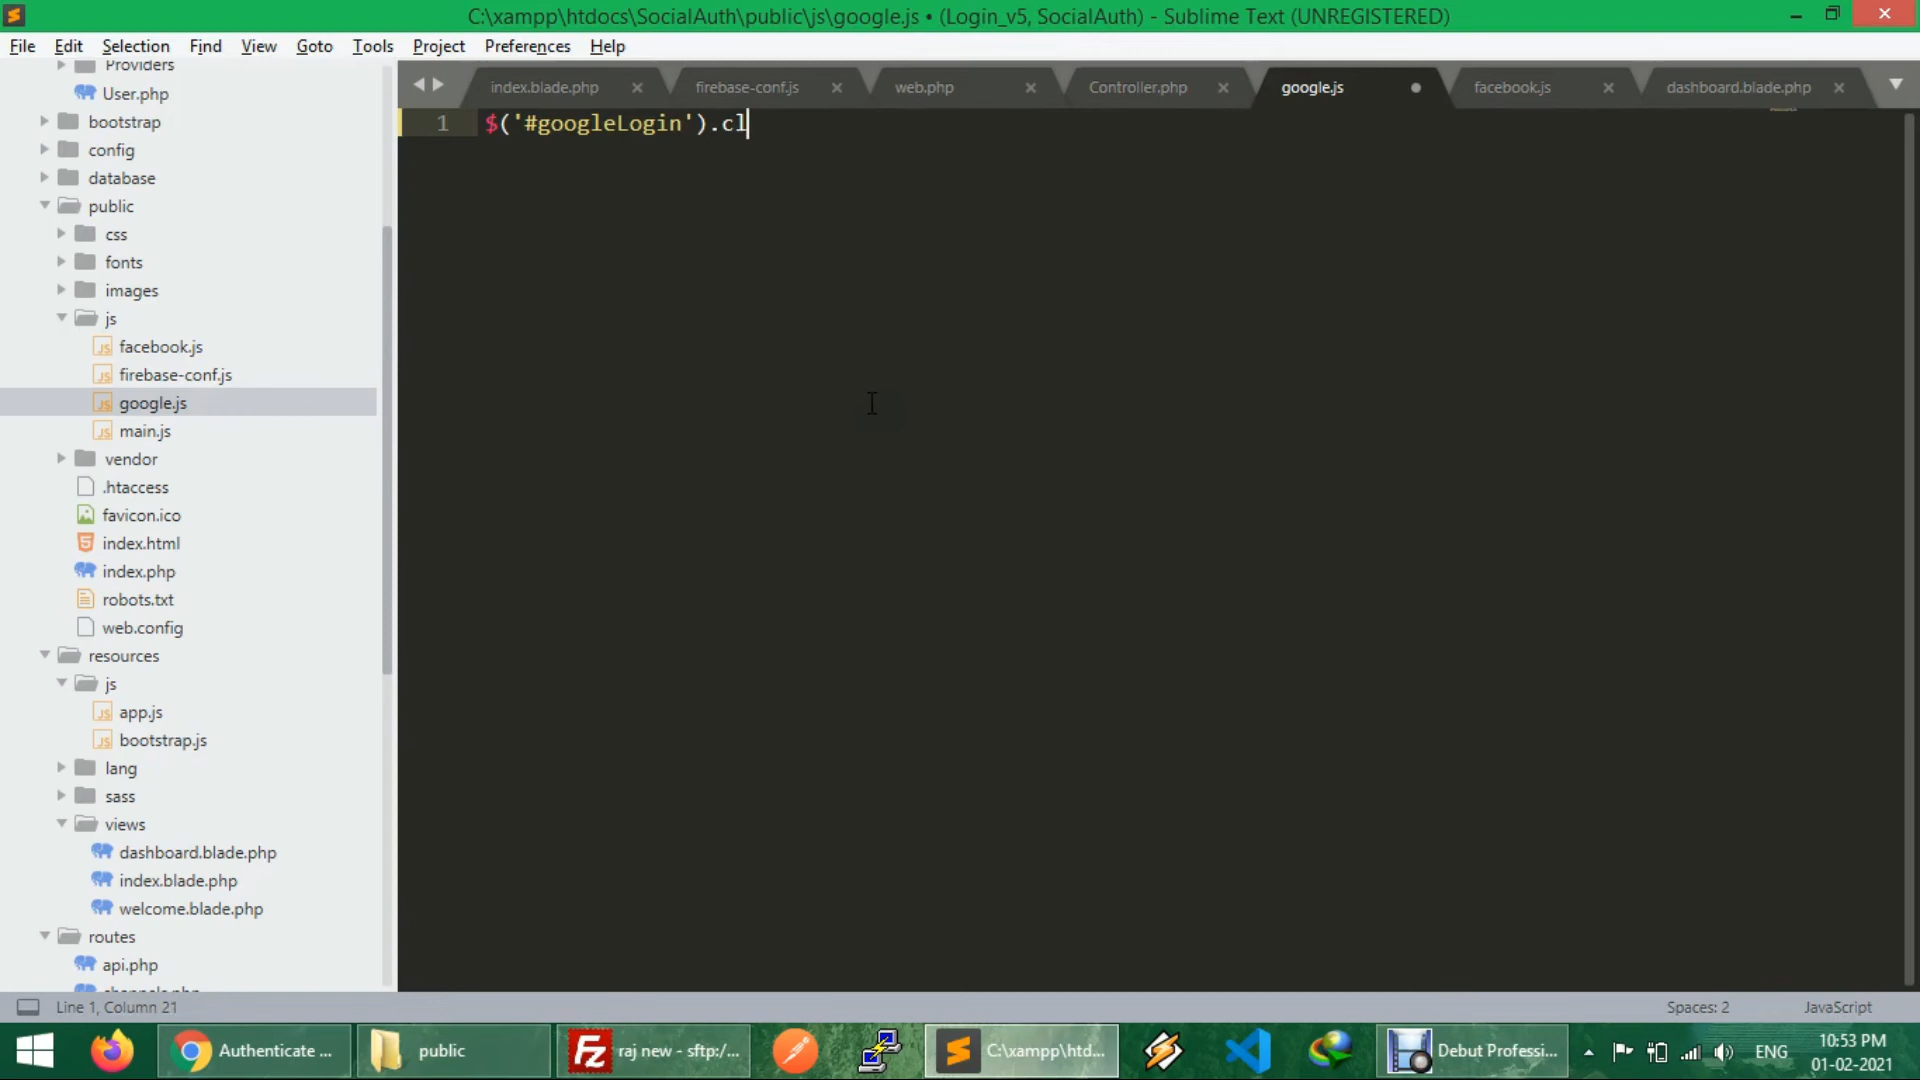 C:\xampp\htdocs\SocialAuth\public\js\google.js • (Login_v5, SocialAuth) - Sublime Text (UNREGISTERED)
File Edit Selection Find View Goto Tools Project Preferences Help
index.blade.php firebase-conf.js web.php Controller.php google.js facebook.js dashboard.blade.php
1 $('#googleLogin').cl
Providers
User.php
bootstrap
config
database
public
css
fonts
images
js
facebook.js
firebase-conf.js
google.js
main.js
vendor
.htaccess
favicon.ico
index.html
index.php
robots.txt
web.config
resources
js
app.js
bootstrap.js
lang
sass
views
dashboard.blade.php
index.blade.php
welcome.blade.php
routes
api.php
channels.php
Line 1, Column 21 Spaces: 2 JavaScript
Authenticate ... public raj new - sftp:/... C:\xampp\htd... Debut Professi... ENG 10:53 PM
01-02-2021